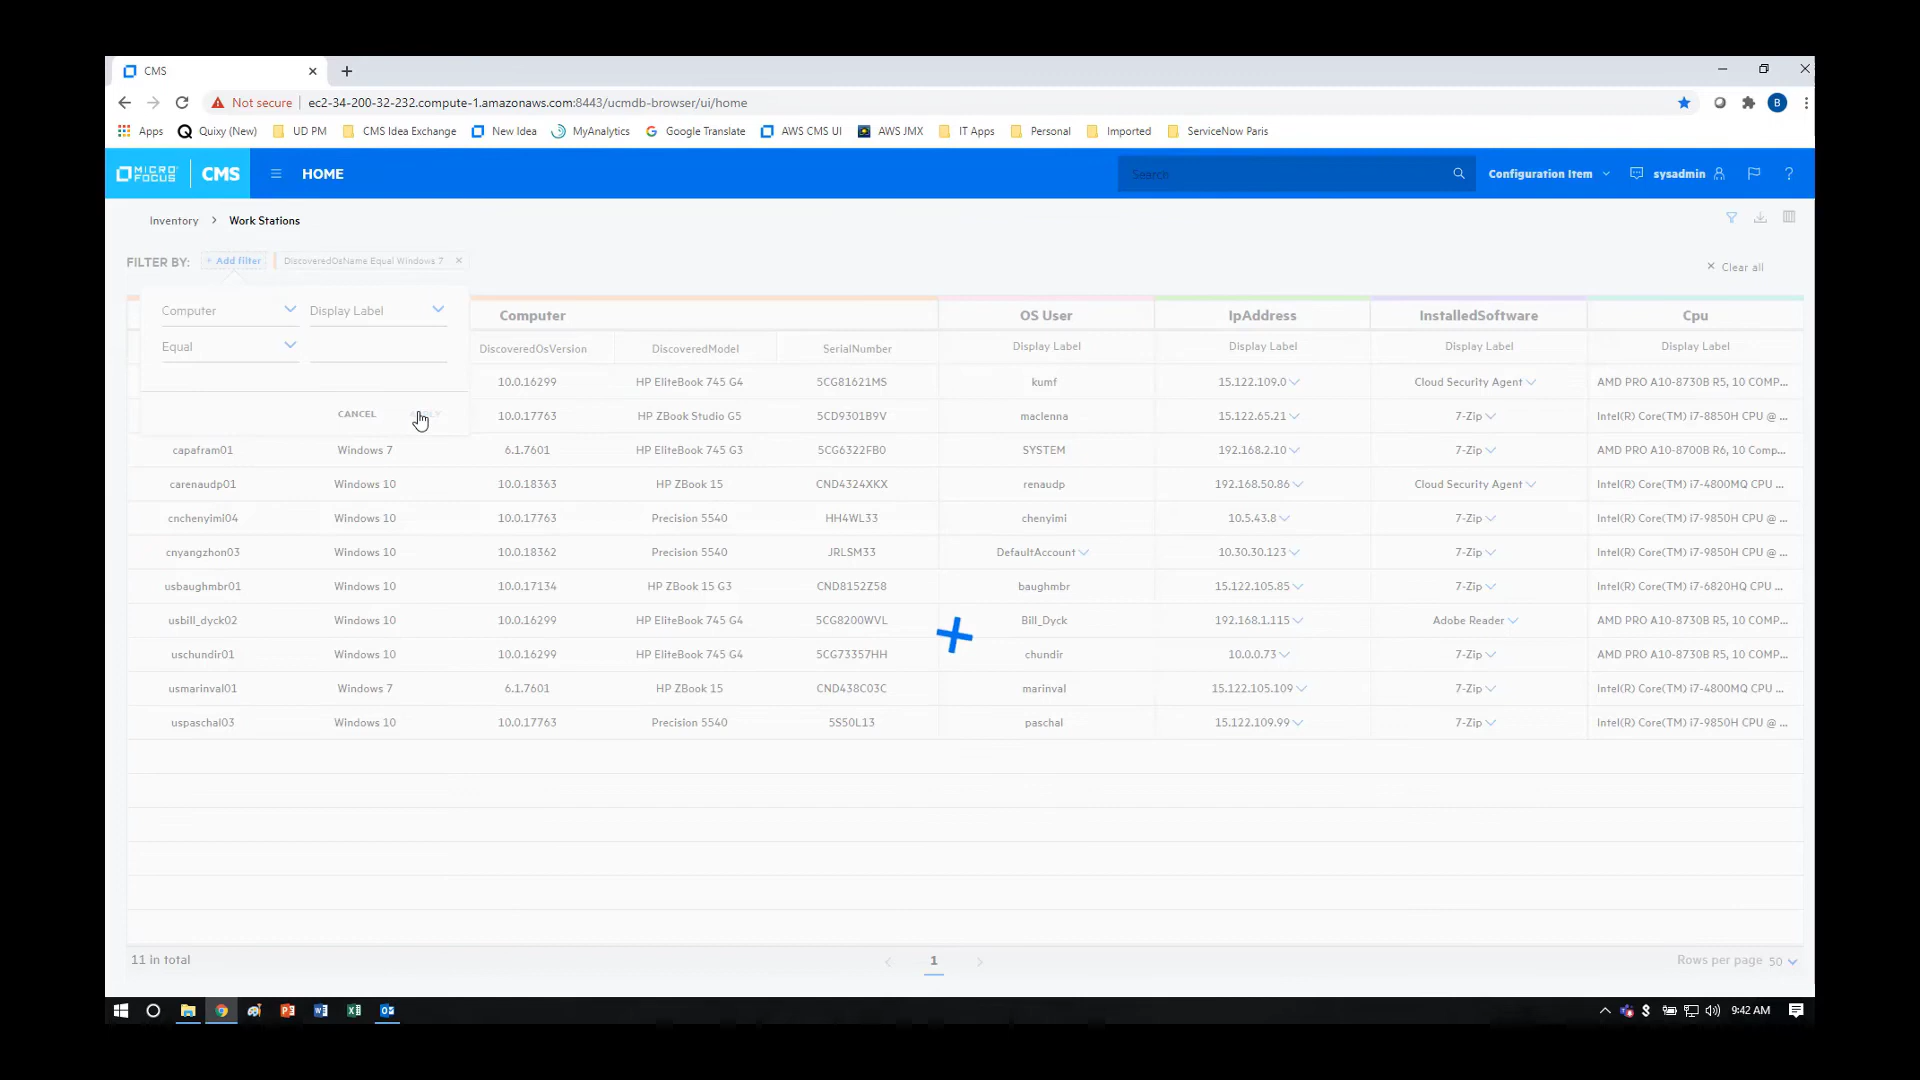 CMS
Not secure ec2-34-200-32-232.compute-1.amazonaws.com:8443/ucmdb-browser/ui/home B
Apps Quixy (New) UD PM CMS Idea Exchange New Idea MyAnalytics Google Translate AWS CMS UI AWS JMX IT Apps Personal Imported ServiceNow Paris
MICRO FOCUS CMS HOME Search Configuration Item sysadmin ?
Inventory > Work Stations
FILTER BY: + Add filter DiscoveredOsName Equal Windows 7 × × Clear all
Computer Display Label
Equal
CANCEL
Computer OS User IpAddress InstalledSoftware Cpu
DiscoveredOsVersion DiscoveredModel SerialNumber Display Label Display Label Display Label Display Label
10.0.16299 HP EliteBook 745 G4 5CG81621MS kumf 15.122.109.0 Cloud Security Agent AMD PRO A10-8730B R5, 10 COMP...
10.0.17763 HP ZBook Studio G5 5CD9301B9V maclenna 15.122.65.21 7-Zip Intel(R) Core(TM) i7-8850H CPU @ ...
capafram01 Windows 7 6.1.7601 HP EliteBook 745 G3 5CG6322FB0 SYSTEM 192.168.2.10 7-Zip AMD PRO A10-8700B R6, 10 Comp...
carenaudp01 Windows 10 10.0.18363 HP ZBook 15 CND4324XKX renaudp 192.168.50.86 Cloud Security Agent Intel(R) Core(TM) i7-4800MQ CPU ...
cnchenyimi04 Windows 10 10.0.17763 Precision 5540 HH4WL33 chenyimi 10.5.43.8 7-Zip Intel(R) Core(TM) i7-9850H CPU @ ...
cnyangzhon03 Windows 10 10.0.18362 Precision 5540 JRLSM33 DefaultAccount 10.30.30.123 7-Zip Intel(R) Core(TM) i7-9850H CPU @ ...
usbaughmbr01 Windows 10 10.0.17134 HP ZBook 15 G3 CND8152Z58 baughmbr 15.122.105.85 7-Zip Intel(R) Core(TM) i7-6820HQ CPU ...
usbill_dyck02 Windows 10 10.0.16299 HP EliteBook 745 G4 5CG8200WVL Bill_Dyck 192.168.1.115 Adobe Reader AMD PRO A10-8730B R5, 10 COMP...
uschundir01 Windows 10 10.0.16299 HP EliteBook 745 G4 5CG73357HH chundir 10.0.0.73 7-Zip AMD PRO A10-8730B R5, 10 COMP...
usmarinval01 Windows 7 6.1.7601 HP ZBook 15 CND438C03C marinval 15.122.105.109 7-Zip Intel(R) Core(TM) i7-4800MQ CPU ...
uspaschal03 Windows 10 10.0.17763 Precision 5540 5S50L13 paschal 15.122.109.99 7-Zip Intel(R) Core(TM) i7-9850H CPU @ ...
11 in total < 1 > Rows per page 50
9:42 AM